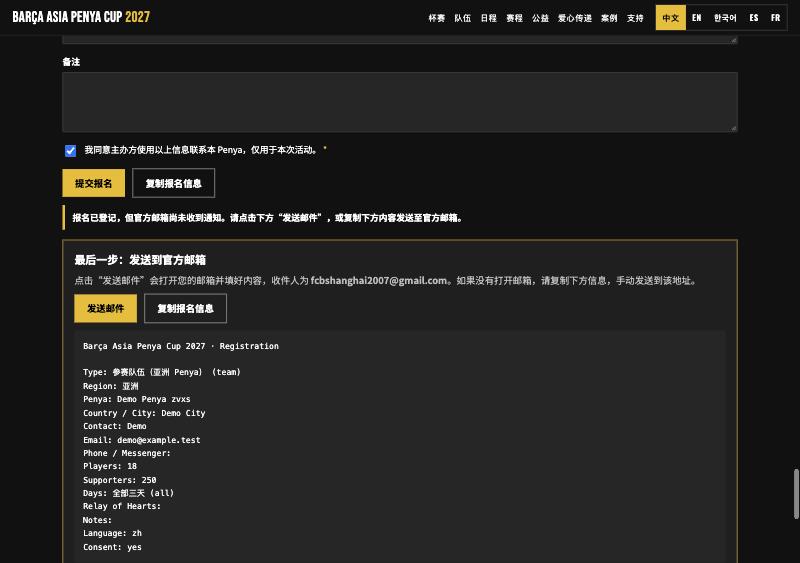 BARÇA ASIA PENYA CUP 2027
杯赛 队伍 日程 赛程 公益 爱心传递 案例 支持 中文 EN 한국어 ES FR
备注
我同意主办方使用以上信息联系本 Penya，仅用于本次活动。 *
提交报名 复制报名信息
报名已登记，但官方邮箱尚未收到通知。请点击下方“发送邮件”，或复制下方内容发送至官方邮箱。
最后一步：发送到官方邮箱
点击“发送邮件”会打开您的邮箱并填好内容，收件人为 fcbshanghai2007@gmail.com。如果没有打开邮箱，请复制下方信息，手动发送到该地址。
发送邮件 复制报名信息
Barça Asia Penya Cup 2027 · Registration
Type: 参赛队伍（亚洲 Penya） (team)
Region: 亚洲
Penya: Demo Penya zvxs
Country / City: Demo City
Contact: Demo
Email: demo@example.test
Phone / Messenger:
Players: 18
Supporters: 250
Days: 全部三天 (all)
Relay of Hearts:
Notes:
Language: zh
Consent: yes